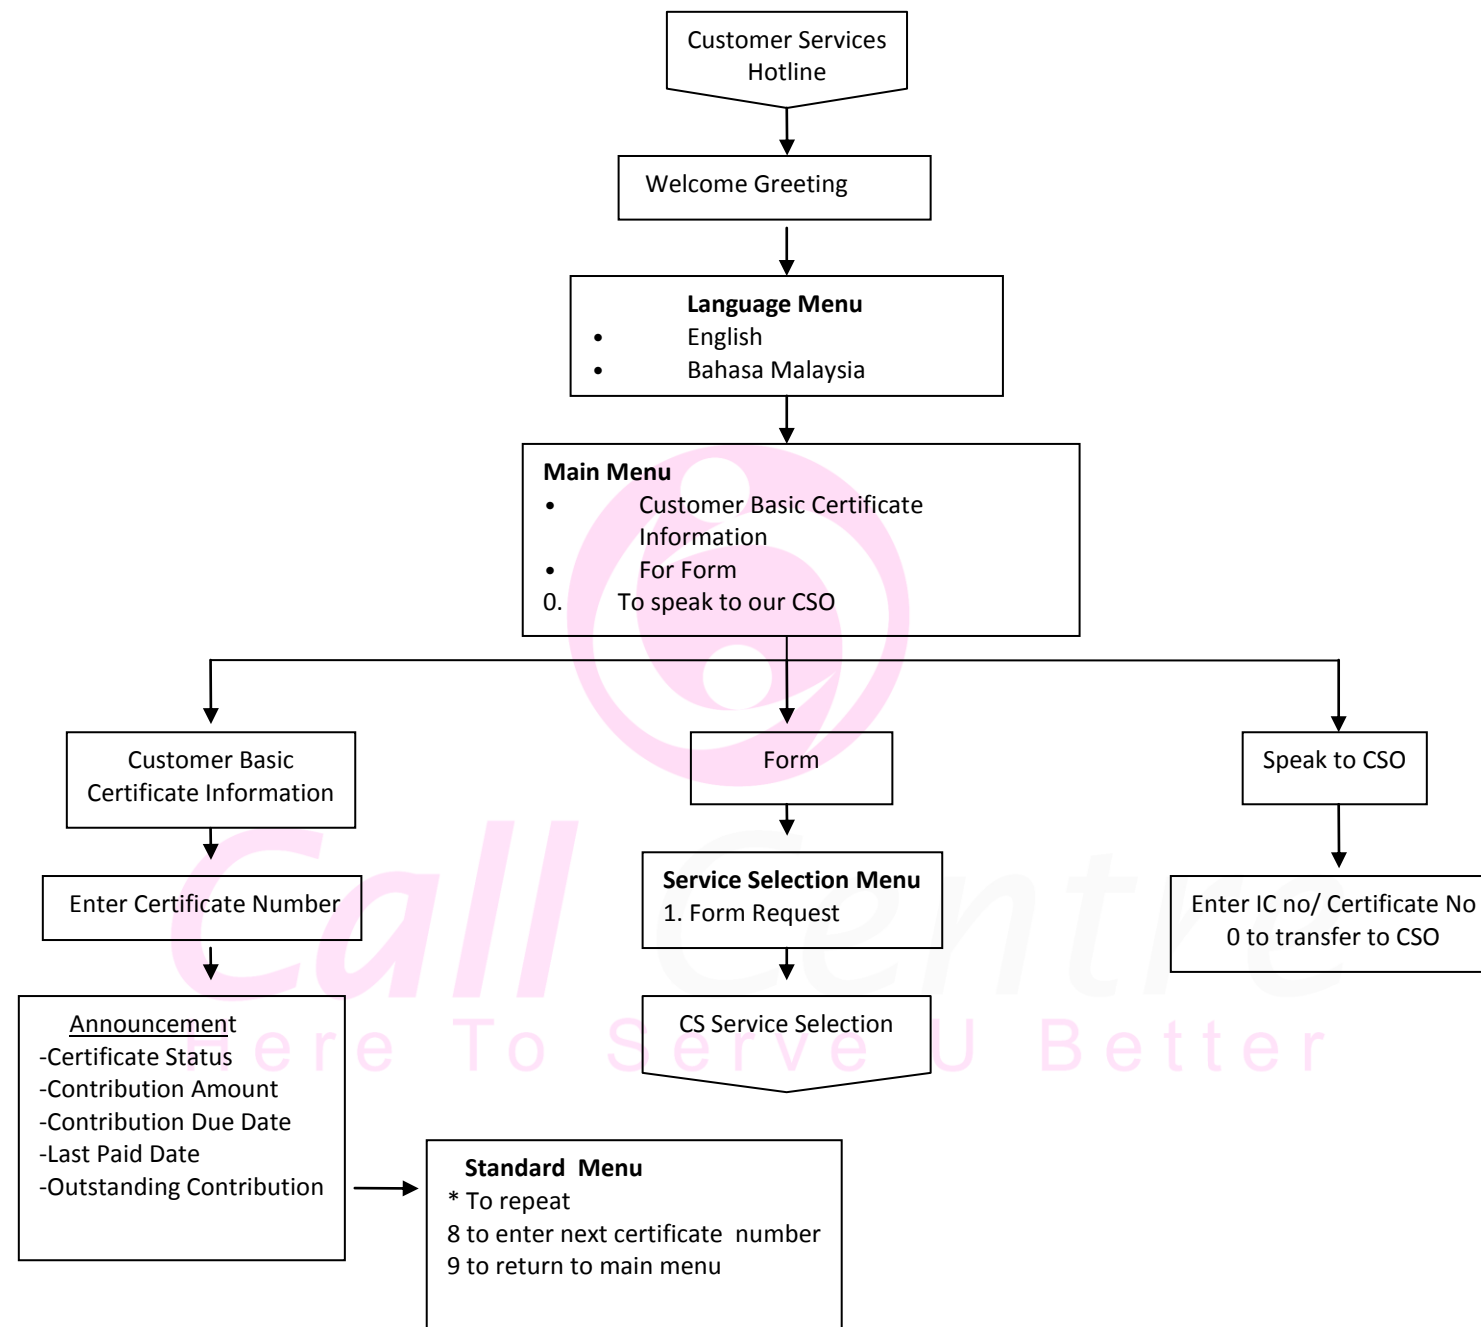 Customer Services
Hotline
Welcome Greeting
Language Menu
• English
• Bahasa Malaysia
Main Menu
• Customer Basic Certificate
Information
• For Form
0. To speak to our CSO
Customer Basic
Certificate Information
Form
Speak to CSO
Enter Certificate Number
Service Selection Menu
1. Form Request
Enter IC no/ Certificate No
0 to transfer to CSO
Call Centre
Here To Serve U Better
Announcement
-Certificate Status
-Contribution Amount
-Contribution Due Date
-Last Paid Date
-Outstanding Contribution
CS Service Selection
Standard  Menu
* To repeat
8 to enter next certificate  number
9 to return to main menu